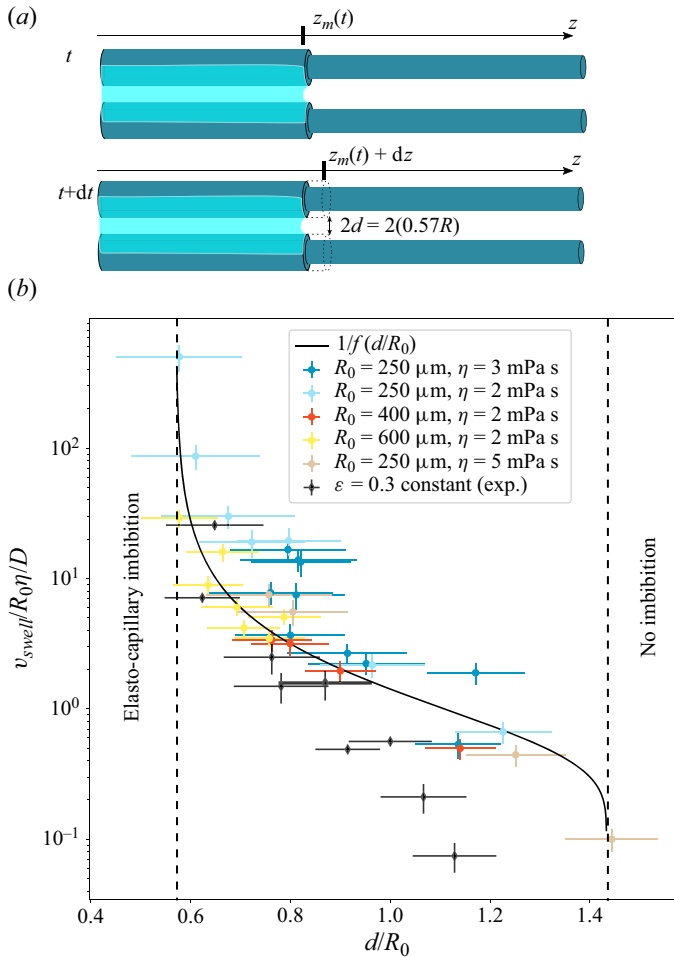 (a)
z_m(t)
t
z
z_m(t) + dz
z
t+dt
2d = 2(0.57R)
(b)
1/f (d/R_0)
R_0 = 250 μm, η = 3 mPa s
R_0 = 250 μm, η = 2 mPa s
R_0 = 400 μm, η = 2 mPa s
R_0 = 600 μm, η = 2 mPa s
R_0 = 250 μm, η = 5 mPa s
ε = 0.3 constant (exp.)
10^2
10^1
10^0
10^−1
v_swell/R_0η/D
Elasto-capillary imbibition
No imbibition
0.4 0.6 0.8 1.0 1.2 1.4
d/R_0